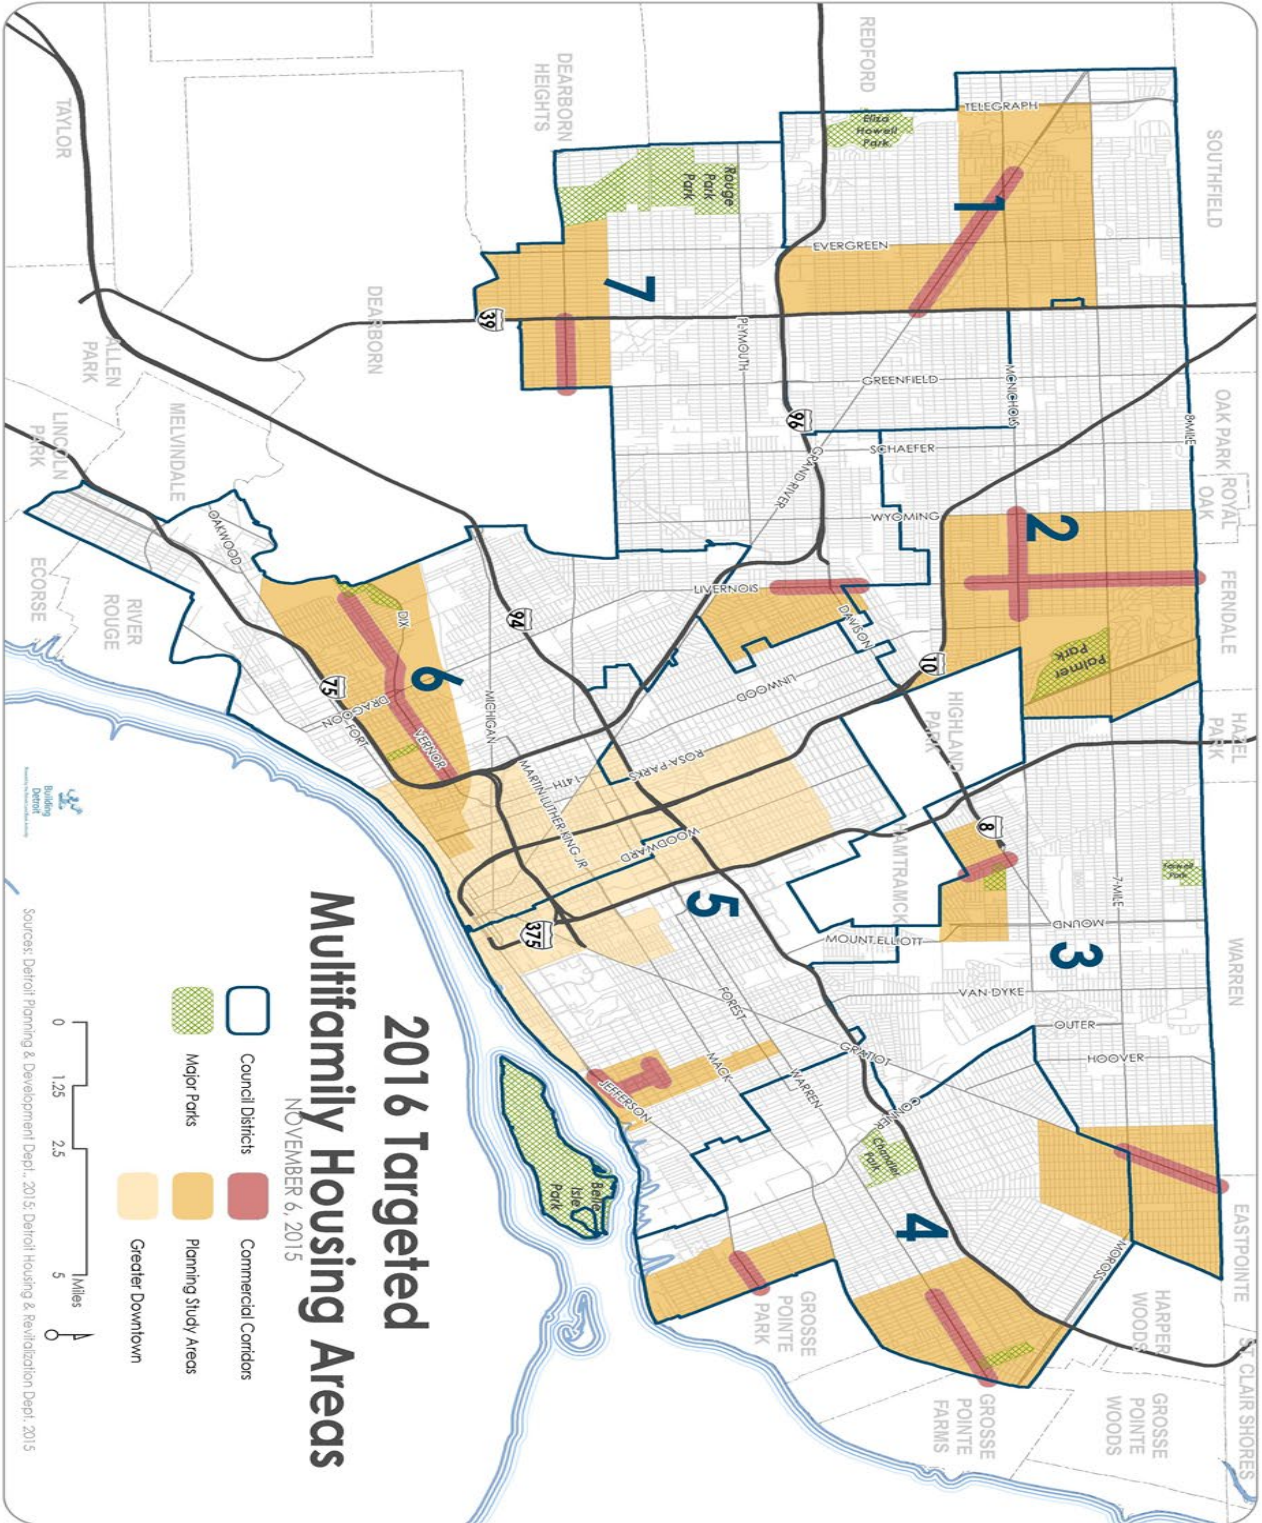 SOUTHFIELD
OAK PARK
ROYAL
OAK
FERNDALE
HAZEL
PARK
WARREN
EASTPOINTE
ST CLAIR SHORES
REDFORD
TELEGRAPH
8 MILE
Eliza
Howell
Park
1
EVERGREEN
MCNICHOLS
GREENFIELD
SCHAEFER
WYOMING
2
Palmer
Park
HIGHLAND
PARK
7 MILE
MOUND
3
VAN DYKE
OUTER
HOOVER
MOROSS
HARPER
WOODS
GROSSE
POINTE
WOODS
DEARBORN
HEIGHTS
Rouge
Park
Park
7
PLYMOUTH
96
GRAND RIVER
LIVERNOIS
DAVISON
10
LINWOOD
8
HAMTRAMCK
MOUNT ELLIOTT
GRATIOT
CONNER
Chandler
Park
4
GROSSE
POINTE
FARMS
GROSSE
POINTE
PARK
39
DEARBORN
94
ROSA PARKS
WOODWARD
5
FOREST
MACK
WARREN
JEFFERSON
Belle
Isle
Park
TAYLOR
ALLEN
PARK
LINCOLN
PARK
MELVINDALE
OAKWOOD
ECORSE
RIVER
ROUGE
DIX
6
75
DRAGOON
FORT
VERNOR
MICHIGAN
14TH
MARTIN LUTHER KING JR
375
2016 Targeted
Multifamily Housing Areas
NOVEMBER 6, 2015
Council Districts
Major Parks
Commercial Corridors
Planning Study Areas
Greater Downtown
0 1.25 2.5 5
Miles
Building
Detroit
Sources: Detroit Planning & Development Dept., 2015; Detroit Housing & Revitalization Dept. 2015